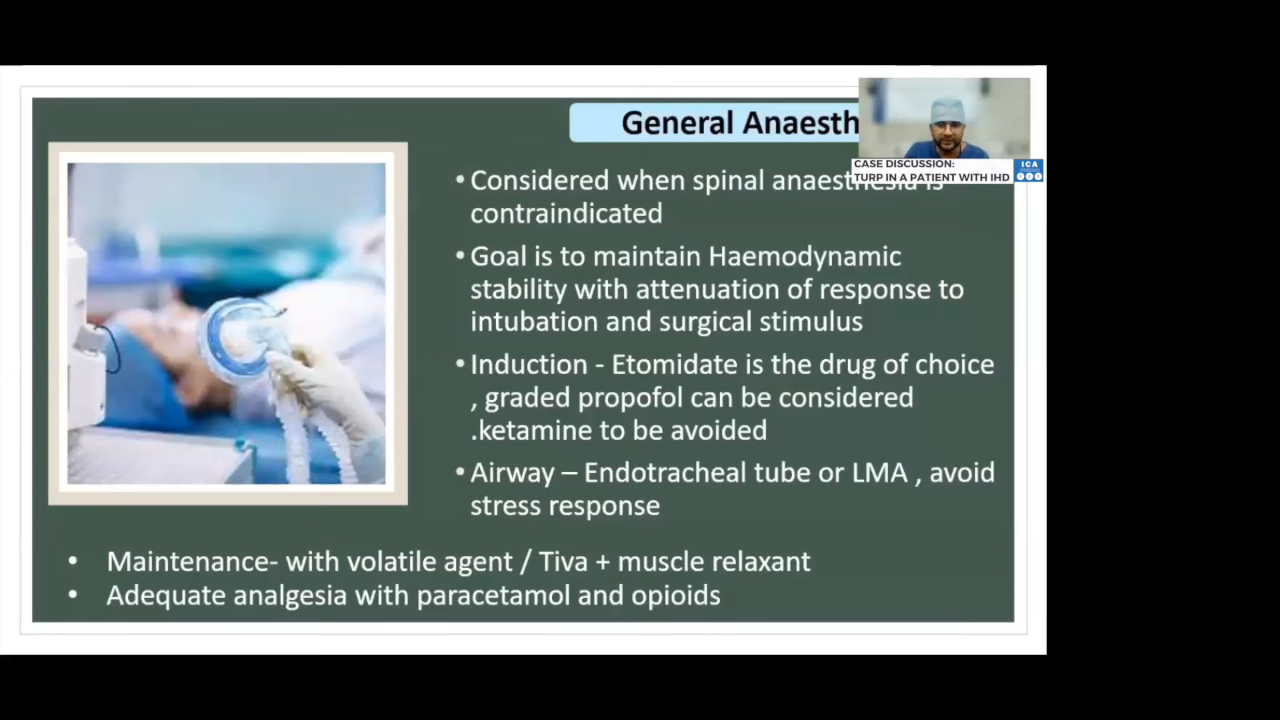 General Anaesth
CASE DISCUSSION:
TURP IN A PATIENT WITH IHD
ICA
•Considered when spinal anaesthesia is
contraindicated
•Goal is to maintain Haemodynamic
stability with attenuation of response to
intubation and surgical stimulus
•Induction - Etomidate is the drug of choice
, graded propofol can be considered
.ketamine to be avoided
•Airway – Endotracheal tube or LMA , avoid
stress response
• Maintenance- with volatile agent / Tiva + muscle relaxant
• Adequate analgesia with paracetamol and opioids